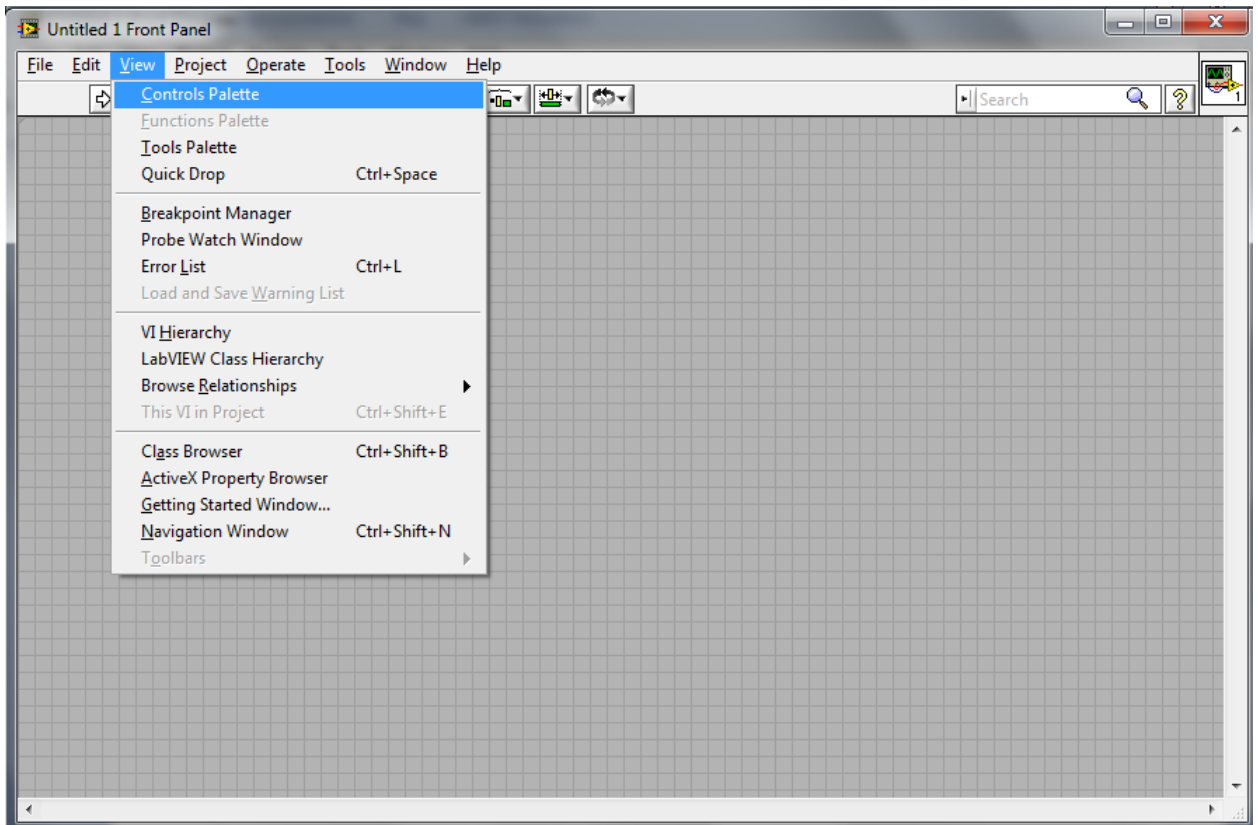 Untitled 1 Front Panel
File Edit View Project Operate Tools Window Help
Search
1
Controls Palette
Functions Palette
Tools Palette
Quick Drop Ctrl+Space
Breakpoint Manager
Probe Watch Window
Error List Ctrl+L
Load and Save Warning List
VI Hierarchy
LabVIEW Class Hierarchy
Browse Relationships
This VI in Project Ctrl+Shift+E
Class Browser Ctrl+Shift+B
ActiveX Property Browser
Getting Started Window...
Navigation Window Ctrl+Shift+N
Toolbars